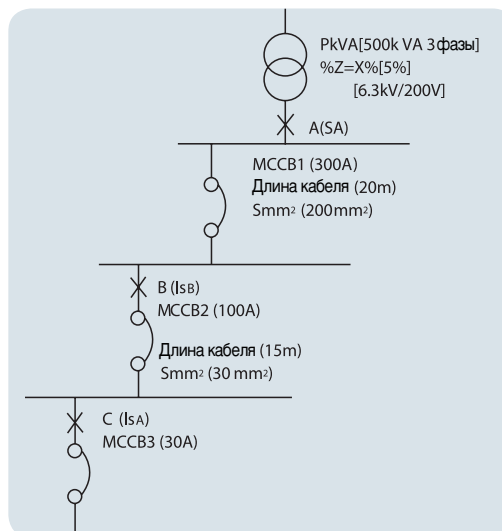 PkVA[500k VA 3фазы]
%Z=X%[5%]
[6.3kV/200V]
A(SA)
MCCB1 (300A)
Длина кабеля (20m)
Smm² (200mm²)
B (IsB)
MCCB2 (100A)
Длина кабеля (15m)
Smm² (30 mm²)
C (IsA)
MCCB3 (30A)